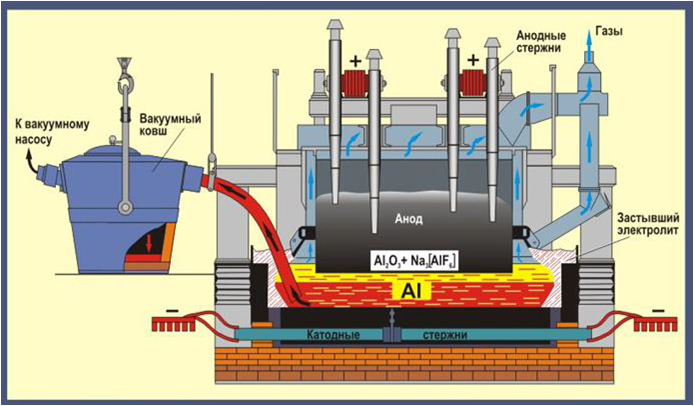 Газы
Анодные
стержни
+
+
К вакуумному
насосу
Вакуумный
ковш
Застывший
электролит
Анод
Al₂O₃+ Na₃[AlF₆]
Al
–
–
Катодные стержни